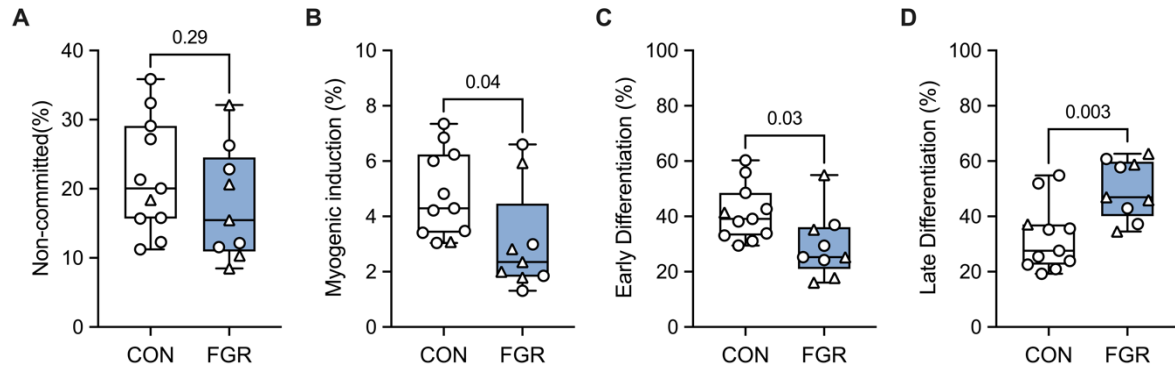 A
Non-committed(%)
40
30
20
10
0
0.29
CON
FGR
B
Myogenic induction (%)
10
8
6
4
2
0
0.04
CON
FGR
C
Early Differentiation (%)
100
80
60
40
20
0
0.03
CON
FGR
D
Late Differentiation (%)
100
80
60
40
20
0
0.003
CON
FGR